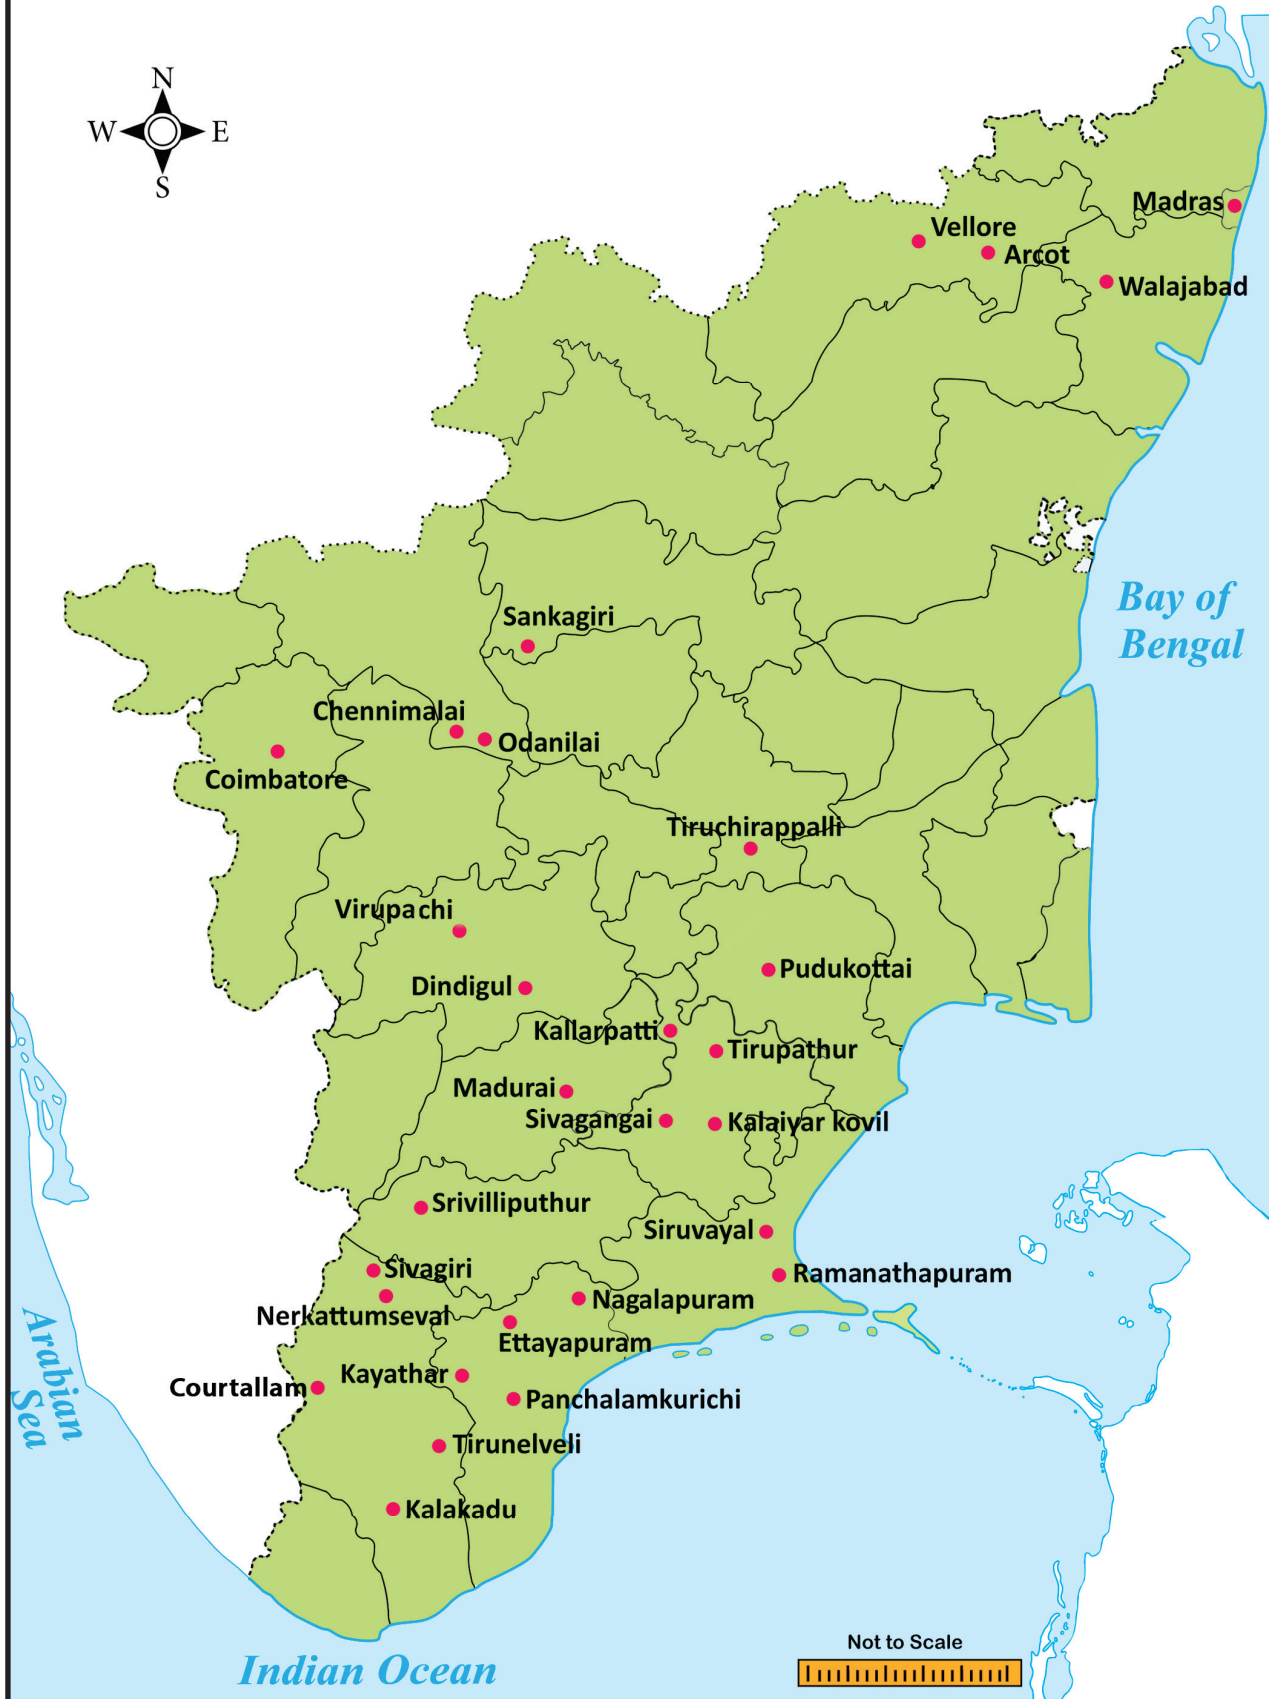 N
W E
S
Madras
Vellore
Arcot
Walajabad
Bay of
Bengal
Sankagiri
Chennimalai
Odanilai
Coimbatore
Tiruchirappalli
Virupachi
Pudukottai
Dindigul
Kallarpatti
Tirupathur
Madurai
Sivagangai
Kalaiyar kovil
Srivilliputhur
Siruvayal
Sivagiri
Ramanathapuram
Nagalapuram
Nerkattumseval
Ettayapuram
Arabian
Sea
Kayathar
Courtallam
Panchalamkurichi
Tirunelveli
Kalakadu
Not to Scale
Indian Ocean